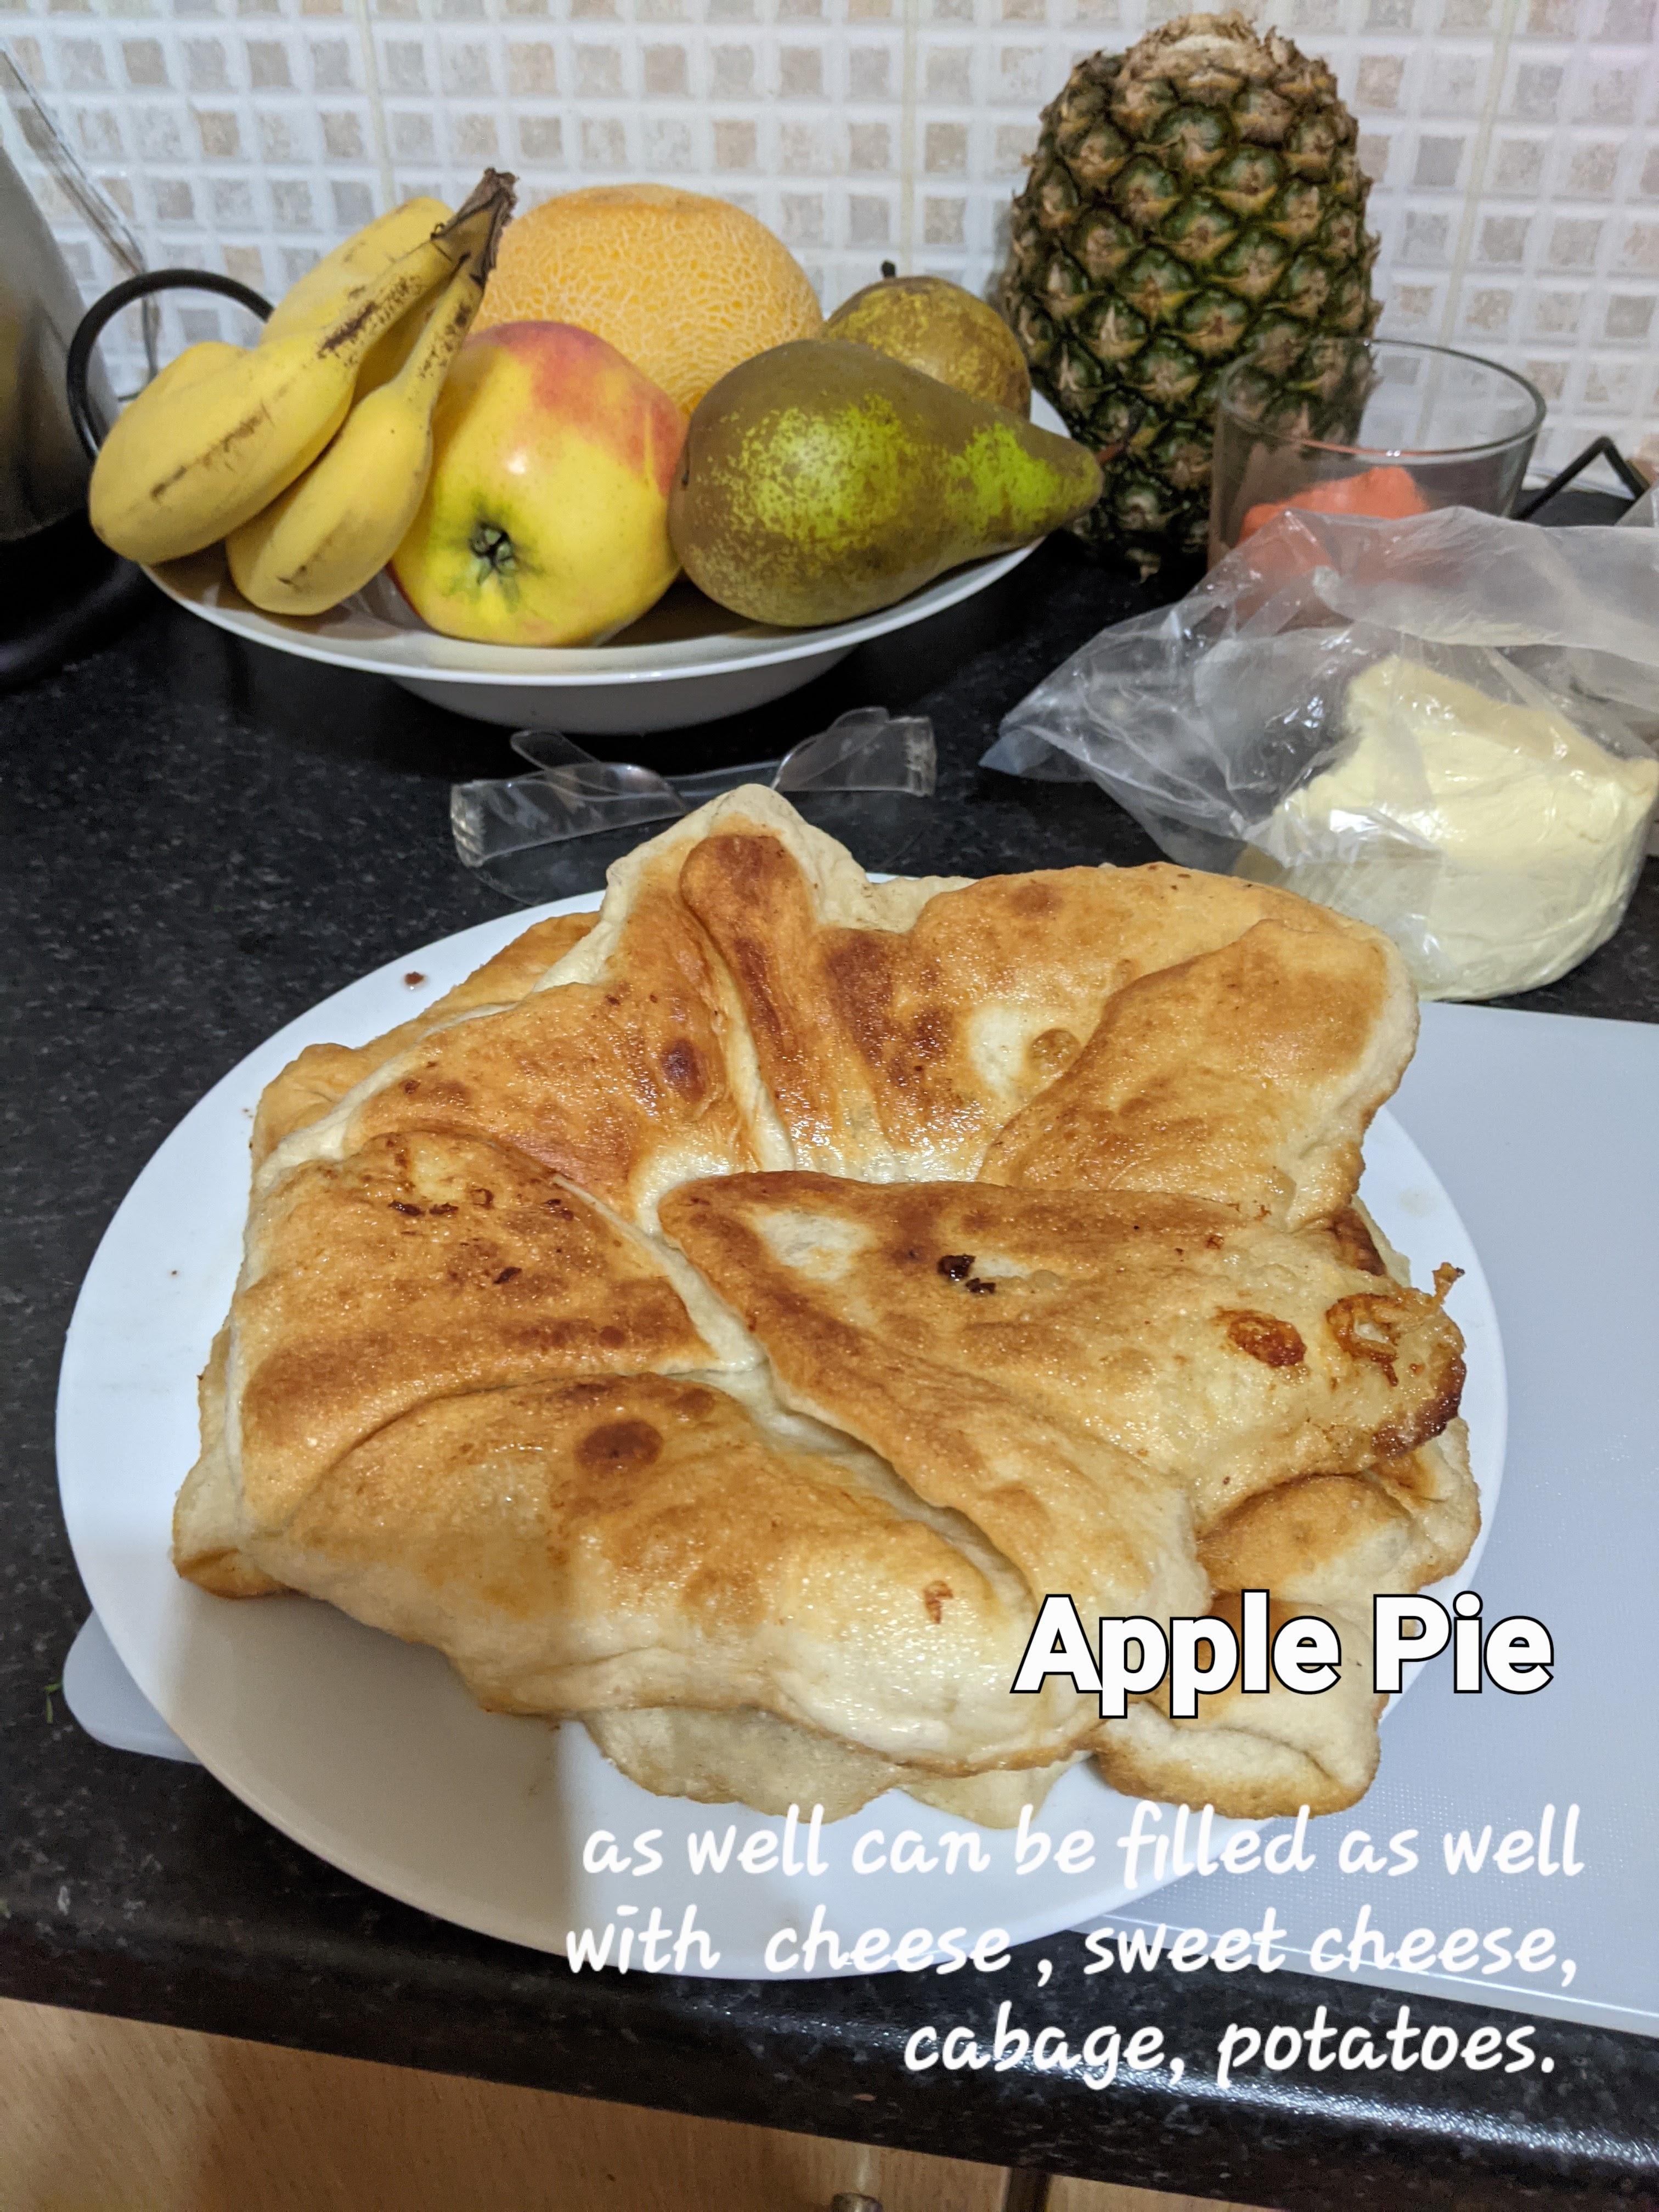 Apple Pie
as well can be filled as well
with cheese , sweet cheese,
cabage, potatoes.